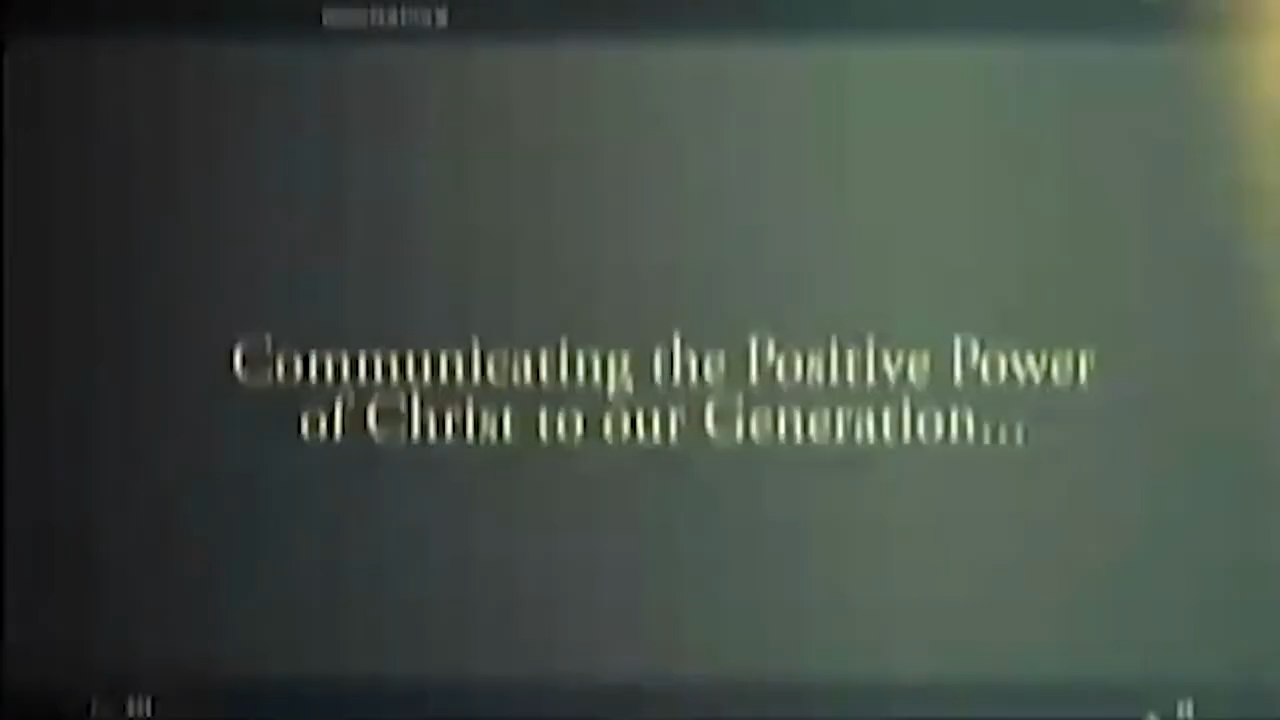 Communicating the Positive Power
of Christ to our Generation...